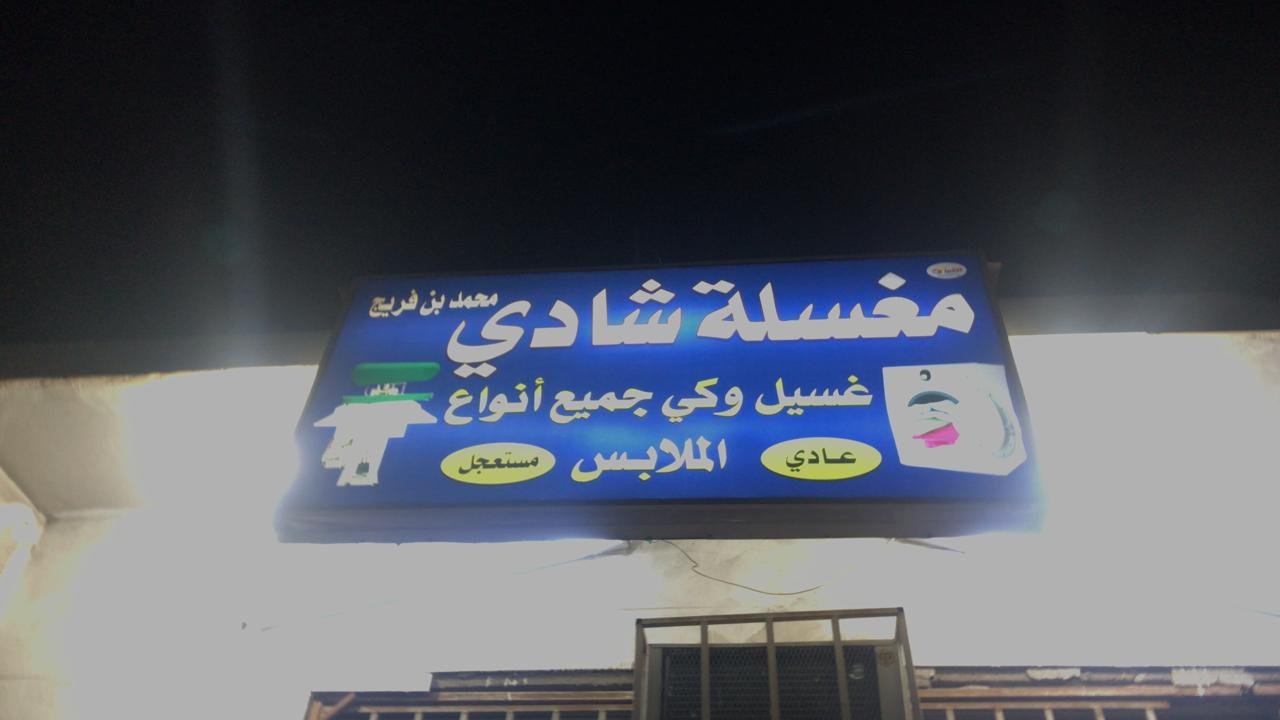 مغسلة شادي
محمد بن فريج
غسيل وكي جميع أنواع
الملابس
عادي
مستعجل